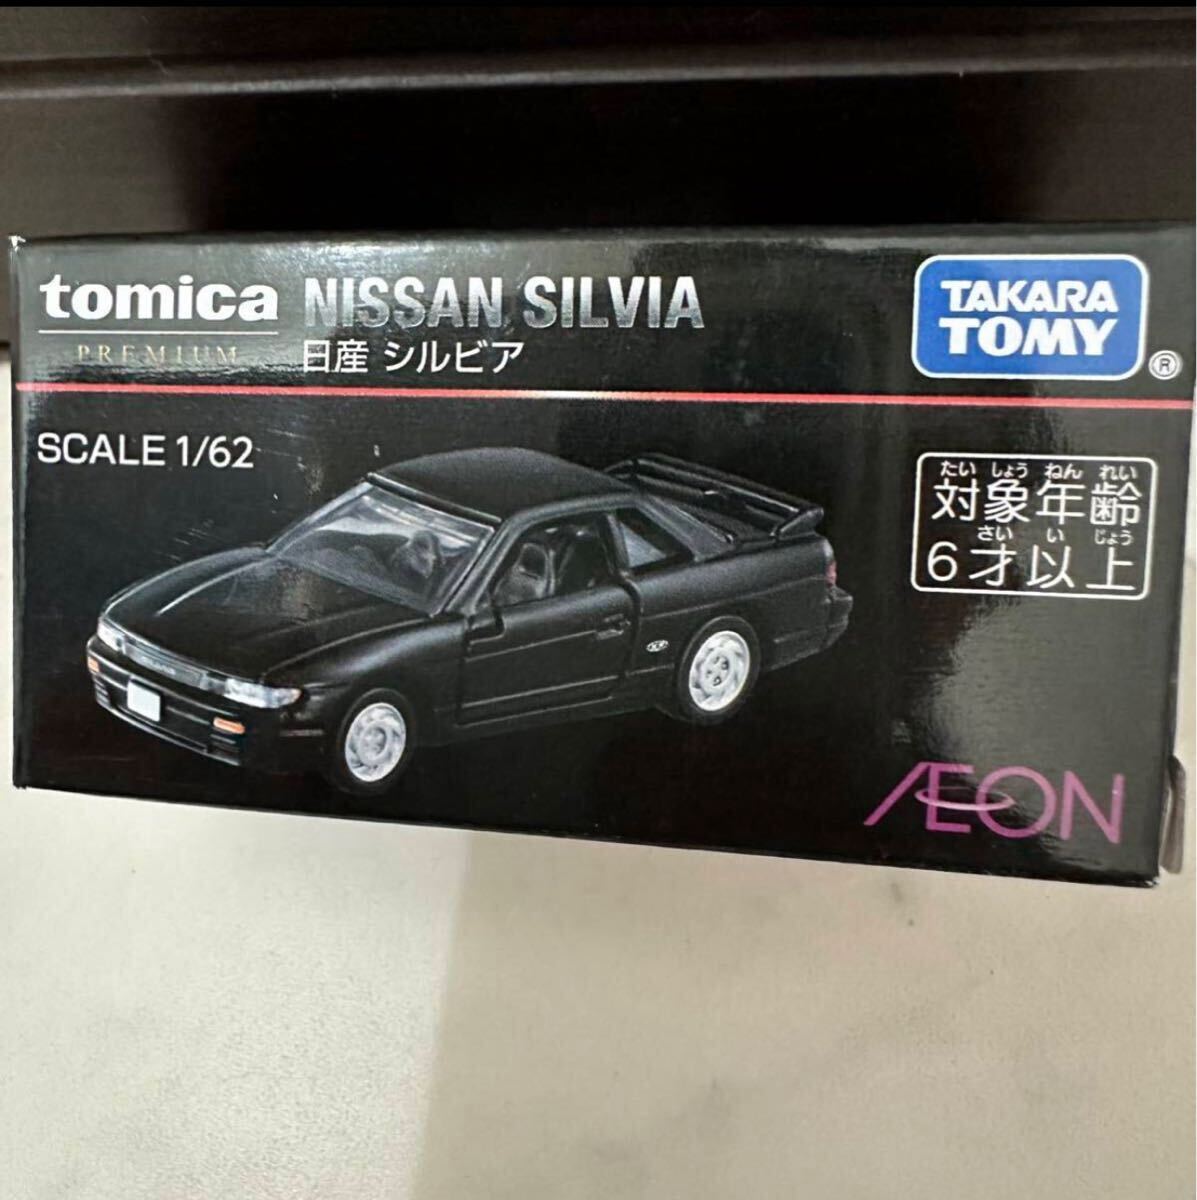 tomica
PREMIUM
NISSAN SILVIA
日産 シルビア
TAKARA
TOMY
®
SCALE 1/62
たい しょう ねん れい
対象年齢
さい い じょう
6才以上
ÆON